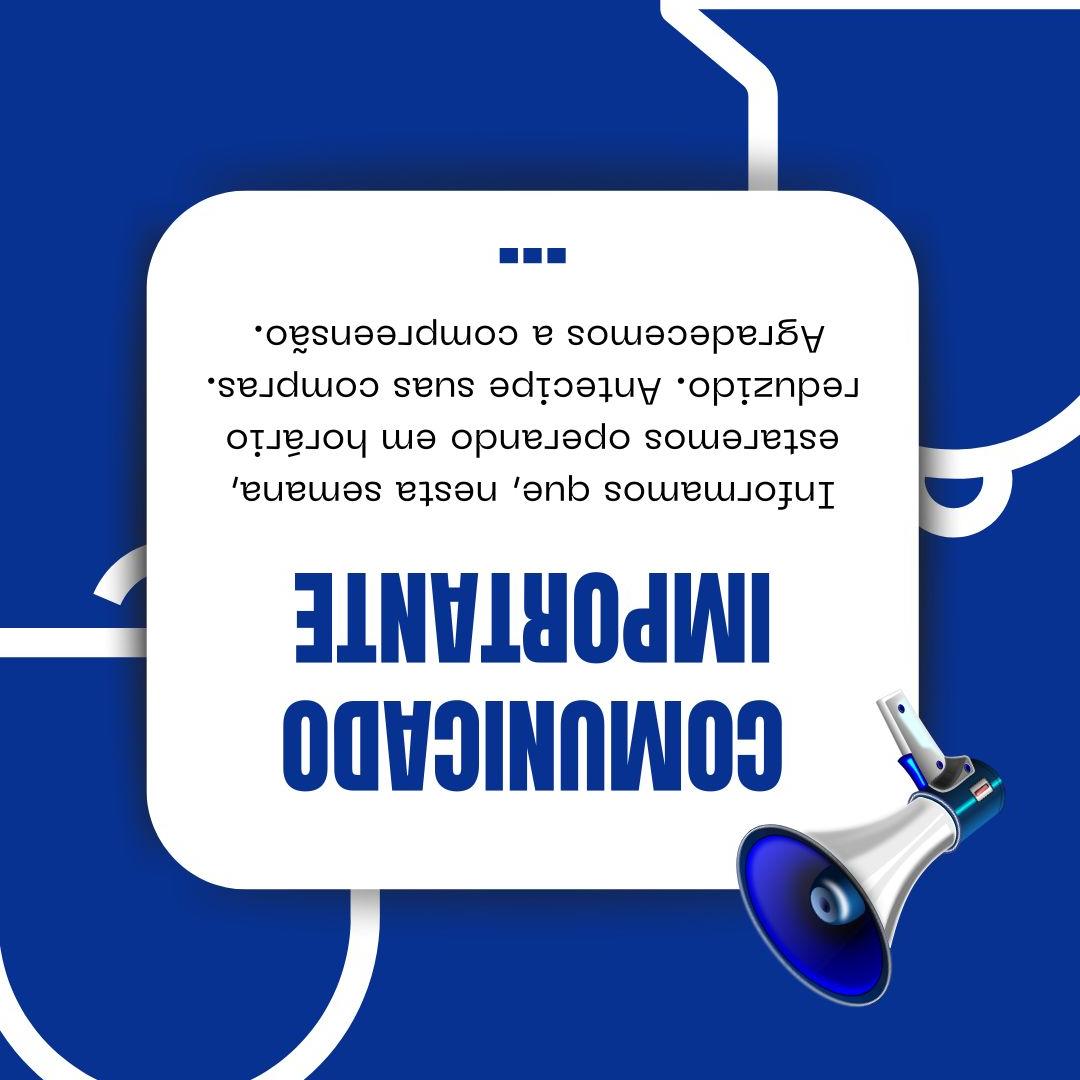 COMUNICADO
IMPORTANTE
Informamos que, nesta semana,
estaremos operando em horário
reduzido. Antecipe suas compras.
Agradecemos a compreensão.